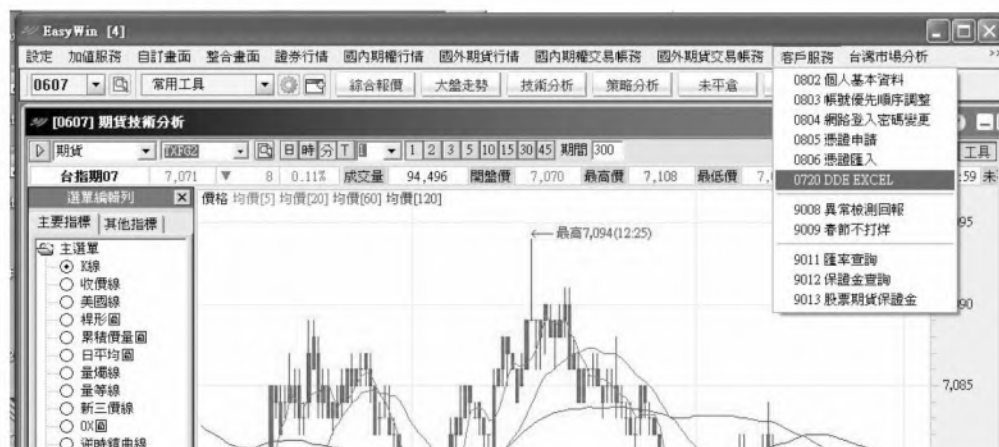 EasyWin [4]
設定 加值服務 自訂畫面 整合畫面 證券行情 國內期權行情 國外期貨行情 國內期權交易帳務 國外期貨交易帳務 客戶服務 台灣市場分析 >>
0607 常用工具 綜合報價 大盤走勢 技術分析 策略分析 未平倉
0802 個人基本資料
0803 帳號優先順序調整
0804 網路登入密碼變更
0805 憑證申請
0806 憑證匯入
0720 DDE EXCEL
9008 異常檢測回報
9009 春節不打烊
9011 匯率查詢
9012 保證金查詢
9013 股票期貨保證金
[0607] 期貨技術分析
期貨 日 時 分 T 1 2 3 5 10 15 30 45 期間 300 工具
台指期07 7,071 ▼ 8 0.11% 成交量 94,496 開盤價 7,070 最高價 7,108 最低價 :59 未
選單編輯列
價格 均價[5] 均價[20] 均價[60] 均價[120]
主要指標 其他指標
最高7,094(12:25)
主選單
K線
收價線
美國線
桿形圖
累積價量圖
日平均圖
量燭線
量等線
新三價線
OX圖
逆時鐘曲線
7,085